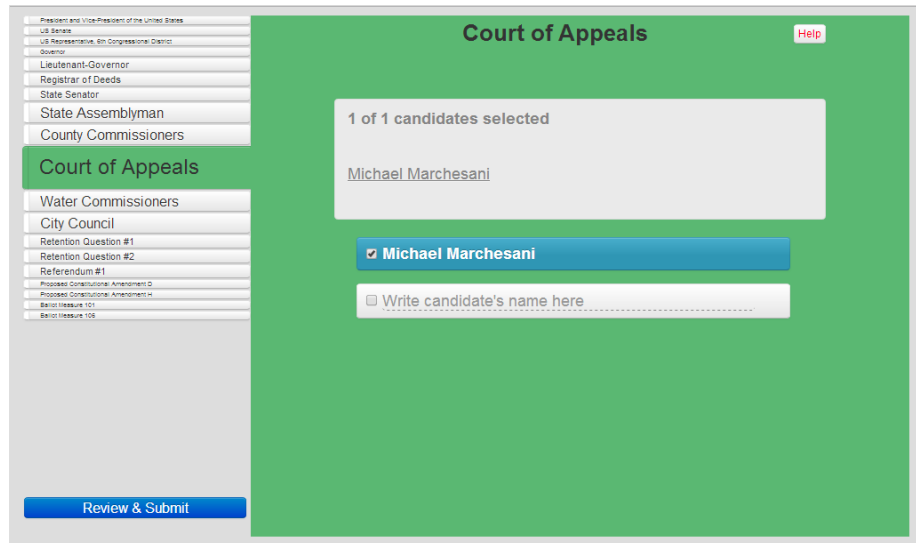 President and Vice-President of the United States
US Senate
US Representative, 6th Congressional District
Governor
Lieutenant-Governor
Registrar of Deeds
State Senator
State Assemblyman
County Commissioners
Court of Appeals
Water Commissioners
City Council
Retention Question #1
Retention Question #2
Referendum #1
Proposed Constitutional Amendment D
Proposed Constitutional Amendment H
Ballot Measure 101
Ballot Measure 106
Review & Submit
Court of Appeals
Help
1 of 1 candidates selected
Michael Marchesani
Michael Marchesani
Write candidate's name here